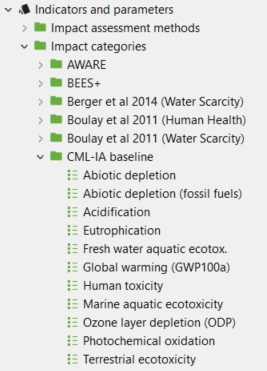 Indicators and parameters
Impact assessment methods
Impact categories
AWARE
BEES+
Berger et al 2014 (Water Scarcity)
Boulay et al 2011 (Human Health)
Boulay et al 2011 (Water Scarcity)
CML-IA baseline
Abiotic depletion
Abiotic depletion (fossil fuels)
Acidification
Eutrophication
Fresh water aquatic ecotox.
Global warming (GWP100a)
Human toxicity
Marine aquatic ecotoxicity
Ozone layer depletion (ODP)
Photochemical oxidation
Terrestrial ecotoxicity